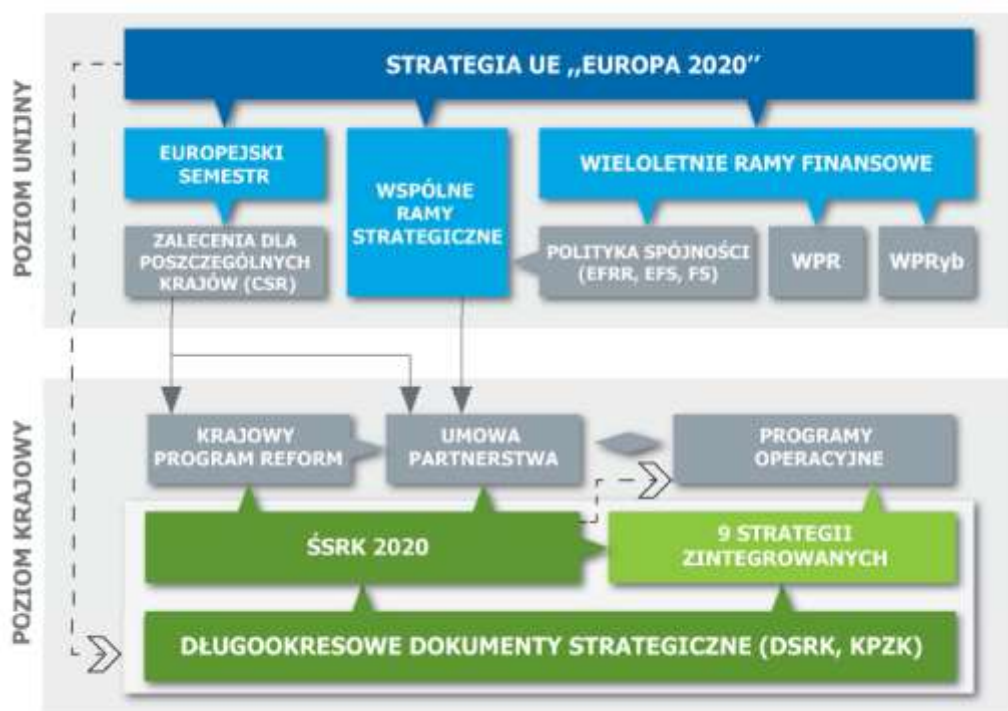 POZIOM UNIJNY
STRATEGIA UE „EUROPA 2020”
EUROPEJSKI
SEMESTR
WSPÓLNE
RAMY
STRATEGICZNE
WIELOLETNIE RAMY FINANSOWE
ZALECENIA DLA
POSZCZEGÓLNYCH
KRAJÓW (CSR)
POLITYKA SPÓJNOŚCI
(EFRR, EFS, FS)
WPR
WPRyb
POZIOM KRAJOWY
KRAJOWY
PROGRAM REFORM
UMOWA
PARTNERSTWA
PROGRAMY
OPERACYJNE
ŚSRK 2020
9 STRATEGII
ZINTEGROWANYCH
DŁUGOOKRESOWE DOKUMENTY STRATEGICZNE (DSRK, KPZK)